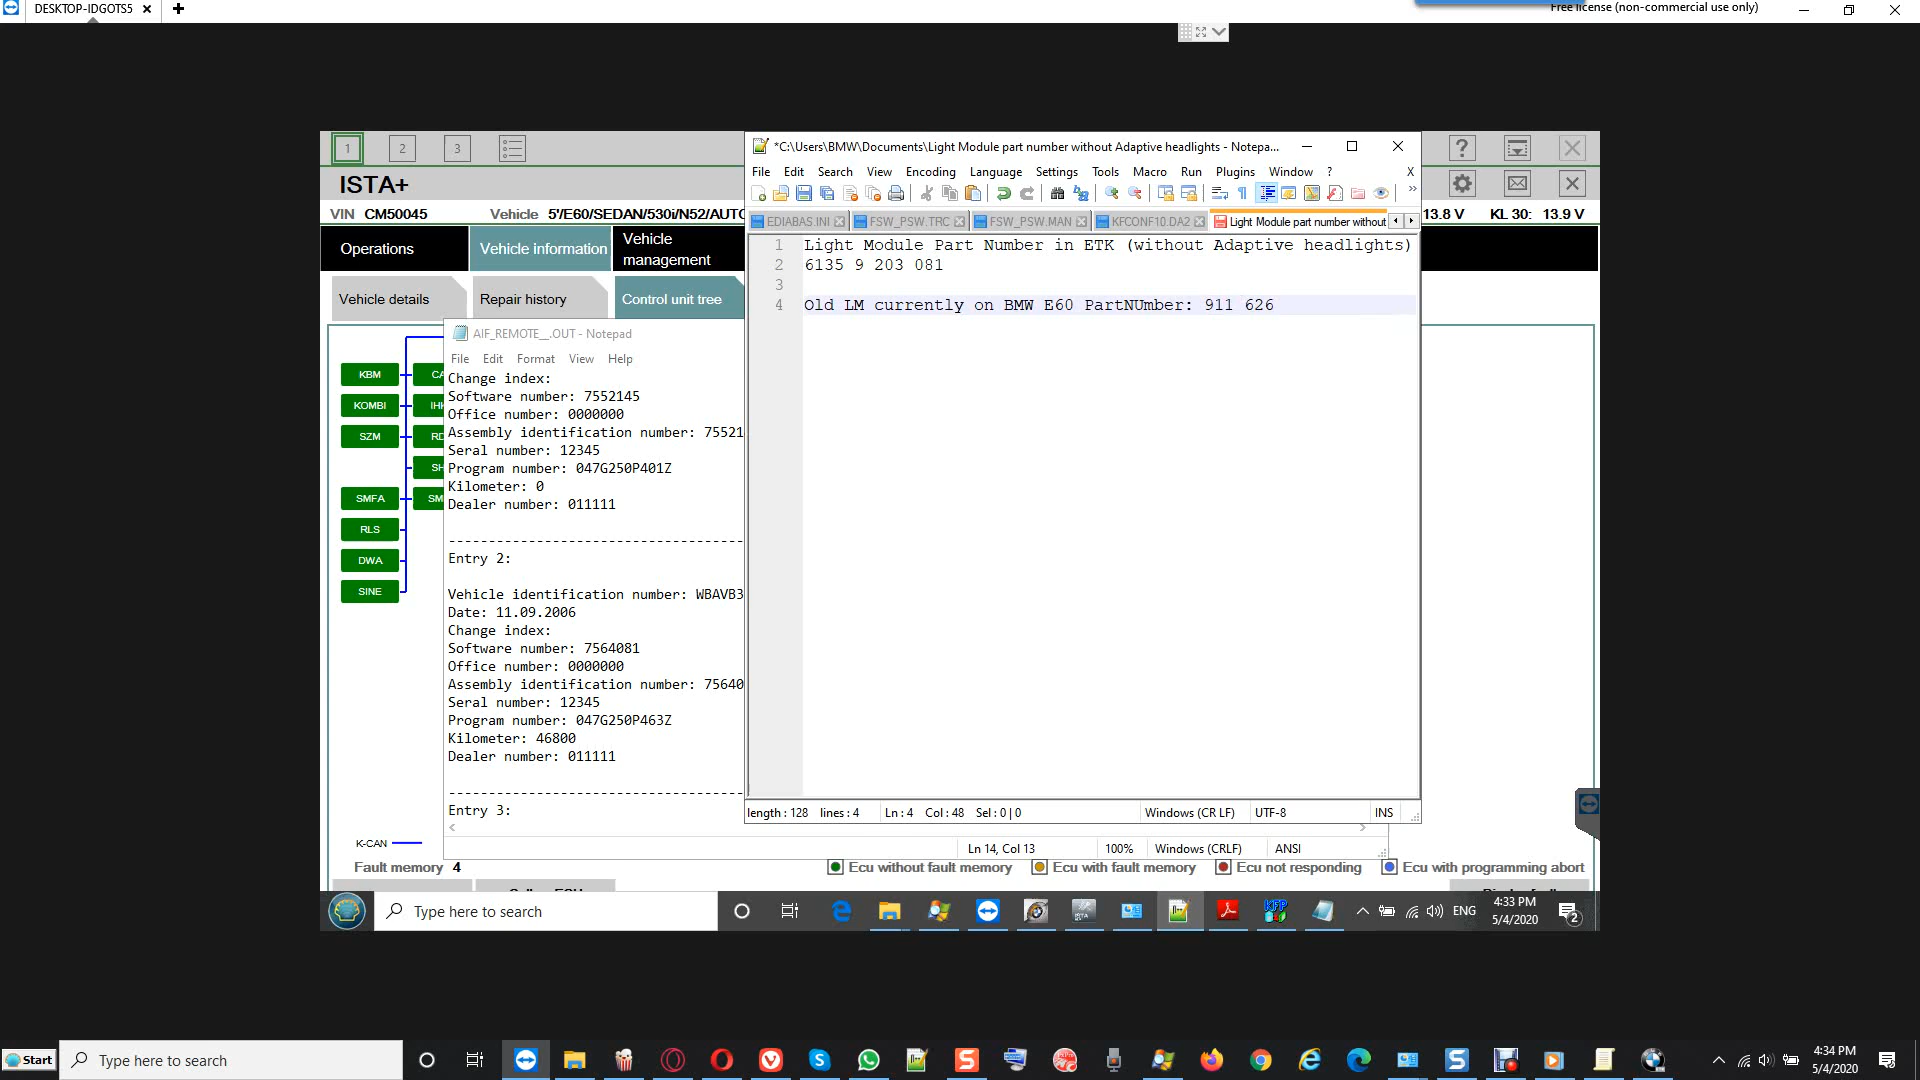 DESKTOP-IDGOTS5
Free license (non-commercial use only)
1 2 3
ISTA+
VIN CM50045 Vehicle 5'/E60/SEDAN/530i/N52/AUTO
13.8 V KL 30: 13.9 V
Operations
Vehicle information
Vehicle
management
Vehicle details
Repair history
Control unit tree
KBM
KOMBI
SZM
SMFA
RLS
DWA
SINE
CA
IHK
RD
SH
SM
K-CAN
Fault memory 4
AIF_REMOTE__.OUT - Notepad
File Edit Format View Help
Change index:
Software number: 7552145
Office number: 0000000
Assembly identification number: 75521
Seral number: 12345
Program number: 047G250P401Z
Kilometer: 0
Dealer number: 011111
-------------------------------------
Entry 2:
Vehicle identification number: WBAVB3
Date: 11.09.2006
Change index:
Software number: 7564081
Office number: 0000000
Assembly identification number: 75640
Seral number: 12345
Program number: 047G250P463Z
Kilometer: 46800
Dealer number: 011111
-------------------------------------
Entry 3:
Ln 14, Col 13 100% Windows (CRLF) ANSI
*C:\Users\BMW\Documents\Light Module part number without Adaptive headlights - Notepa...
File Edit Search View Encoding Language Settings Tools Macro Run Plugins Window ? X
EDIABAS.INI FSW_PSW.TRC FSW_PSW.MAN KFCONF10.DA2 Light Module part number without
1 Light Module Part Number in ETK (without Adaptive headlights)
2 6135 9 203 081
3
4 Old LM currently on BMW E60 PartNUmber: 911 626
length : 128 lines : 4 Ln : 4 Col : 48 Sel : 0 | 0 Windows (CR LF) UTF-8 INS
Ecu without fault memory Ecu with fault memory Ecu not responding Ecu with programming abort
Type here to search
ISTA
KFP
ENG
4:33 PM
5/4/2020
2
Start
Type here to search
4:34 PM
5/4/2020